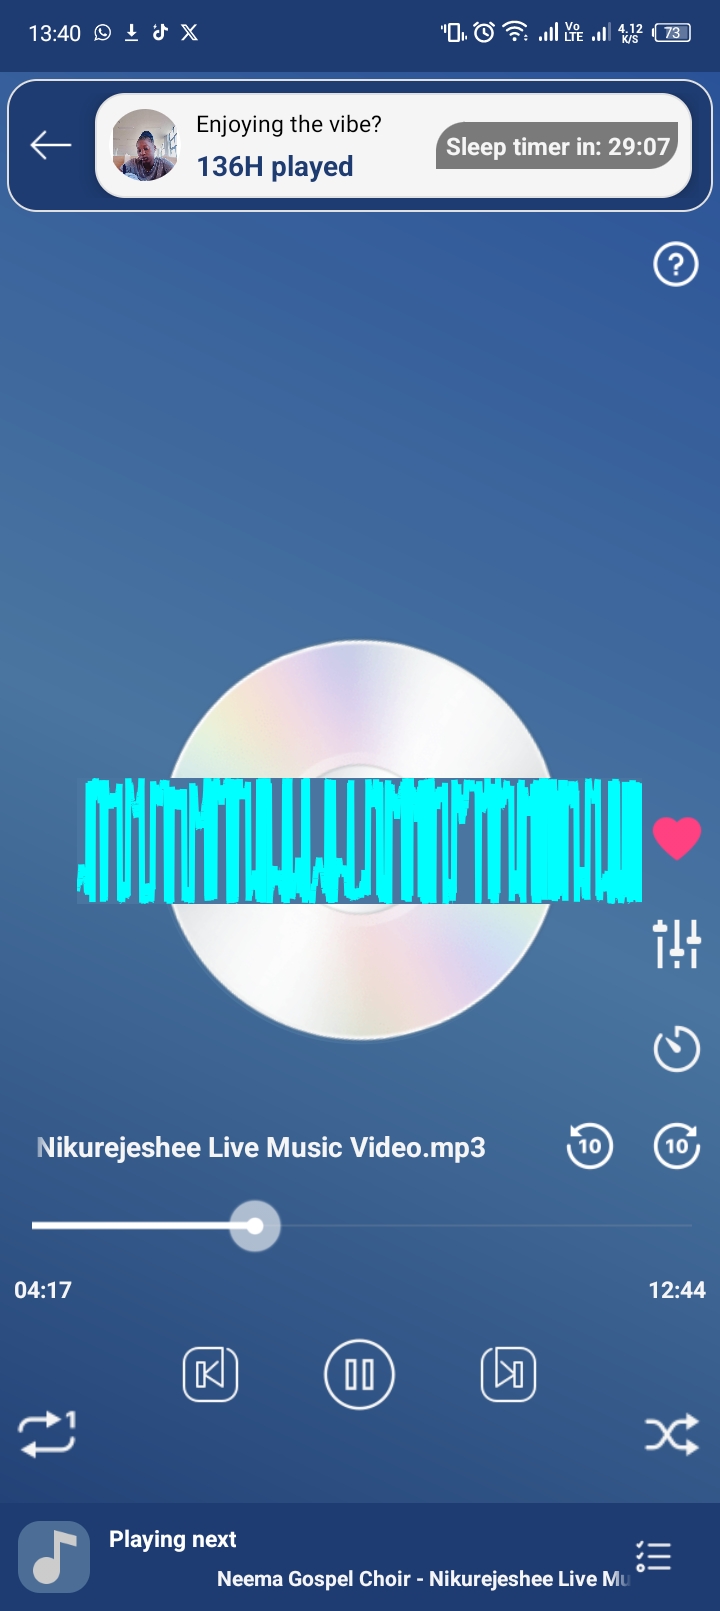 13:40
Vo LTE 4.12 K/S 73
Enjoying the vibe?
136H played
Sleep timer in: 29:07
?
Nikurejeshee Live Music Video.mp3
10 10
04:17 12:44
1
Playing next
Neema Gospel Choir - Nikurejeshee Live Mu